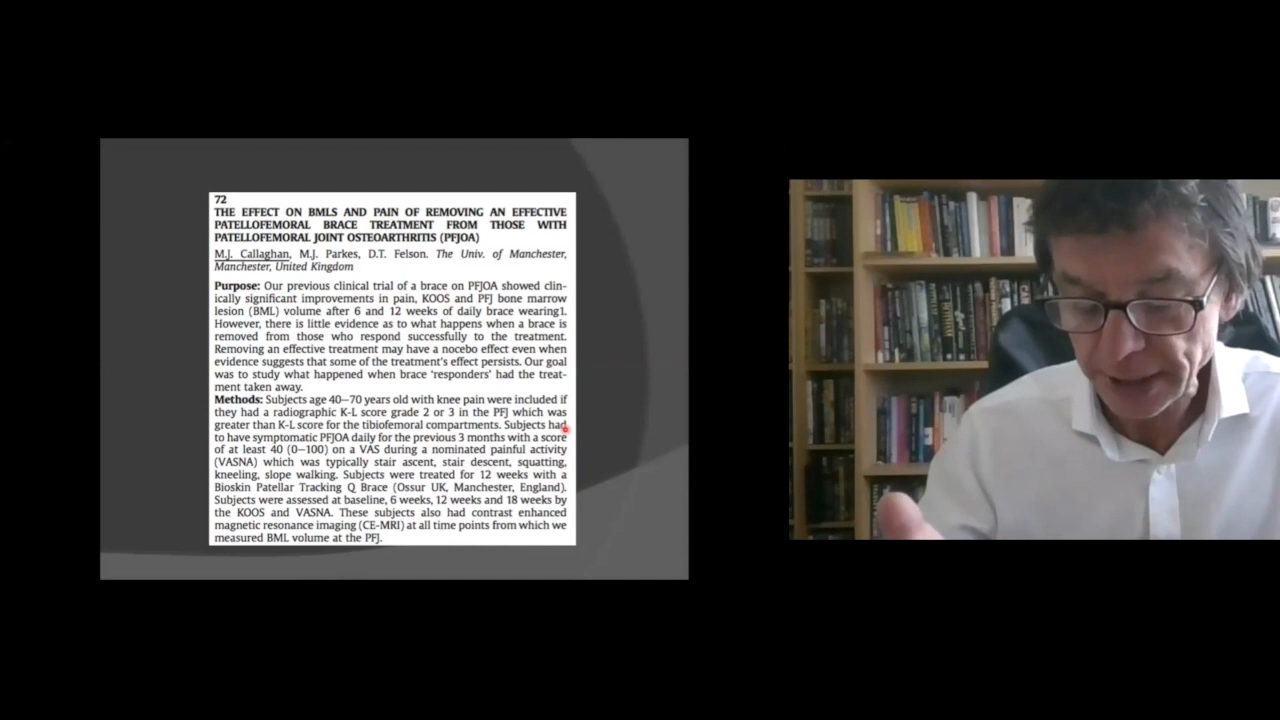 72
THE EFFECT ON BMLS AND PAIN OF REMOVING AN EFFECTIVE
PATELLOFEMORAL BRACE TREATMENT FROM THOSE WITH
PATELLOFEMORAL JOINT OSTEOARTHRITIS (PFJOA)
M.J. Callaghan, M.J. Parkes, D.T. Felson. The Univ. of Manchester,
Manchester, United Kingdom
Purpose: Our previous clinical trial of a brace on PFJOA showed clin-
ically significant improvements in pain, KOOS and PFJ bone marrow
lesion (BML) volume after 6 and 12 weeks of daily brace wearing1.
However, there is little evidence as to what happens when a brace is
removed from those who respond successfully to the treatment.
Removing an effective treatment may have a nocebo effect even when
evidence suggests that some of the treatment's effect persists. Our goal
was to study what happened when brace 'responders' had the treat-
ment taken away.
Methods: Subjects age 40–70 years old with knee pain were included if
they had a radiographic K-L score grade 2 or 3 in the PFJ which was
greater than K-L score for the tibiofemoral compartments. Subjects had
to have symptomatic PFJOA daily for the previous 3 months with a score
of at least 40 (0–100) on a VAS during a nominated painful activity
(VASNA) which was typically stair ascent, stair descent, squatting,
kneeling, slope walking. Subjects were treated for 12 weeks with a
Bioskin Patellar Tracking Q Brace (Ossur UK, Manchester, England).
Subjects were assessed at baseline, 6 weeks, 12 weeks and 18 weeks by
the KOOS and VASNA. These subjects also had contrast enhanced
magnetic resonance imaging (CE-MRI) at all time points from which we
measured BML volume at the PFJ.